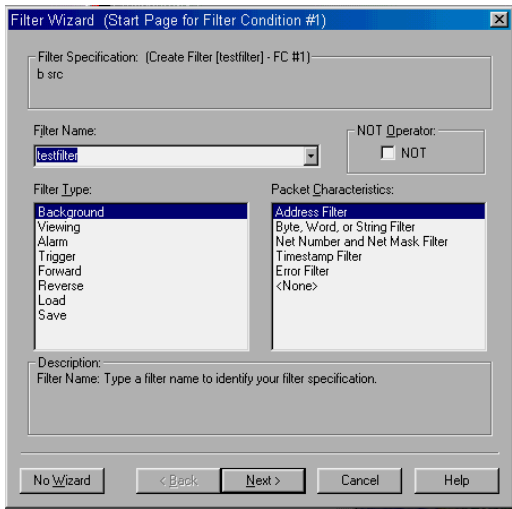 Filter Wizard (Start Page for Filter Condition #1)
Filter Specification: (Create Filter [testfilter] - FC #1)
b src
Filter Name:
testfilter
NOT Operator:
NOT
Filter Type:
Background
Viewing
Alarm
Trigger
Forward
Reverse
Load
Save
Packet Characteristics:
Address Filter
Byte, Word, or String Filter
Net Number and Net Mask Filter
Timestamp Filter
Error Filter
<None>
Description:
Filter Name: Type a filter name to identify your filter specification.
No Wizard
< Back
Next >
Cancel
Help